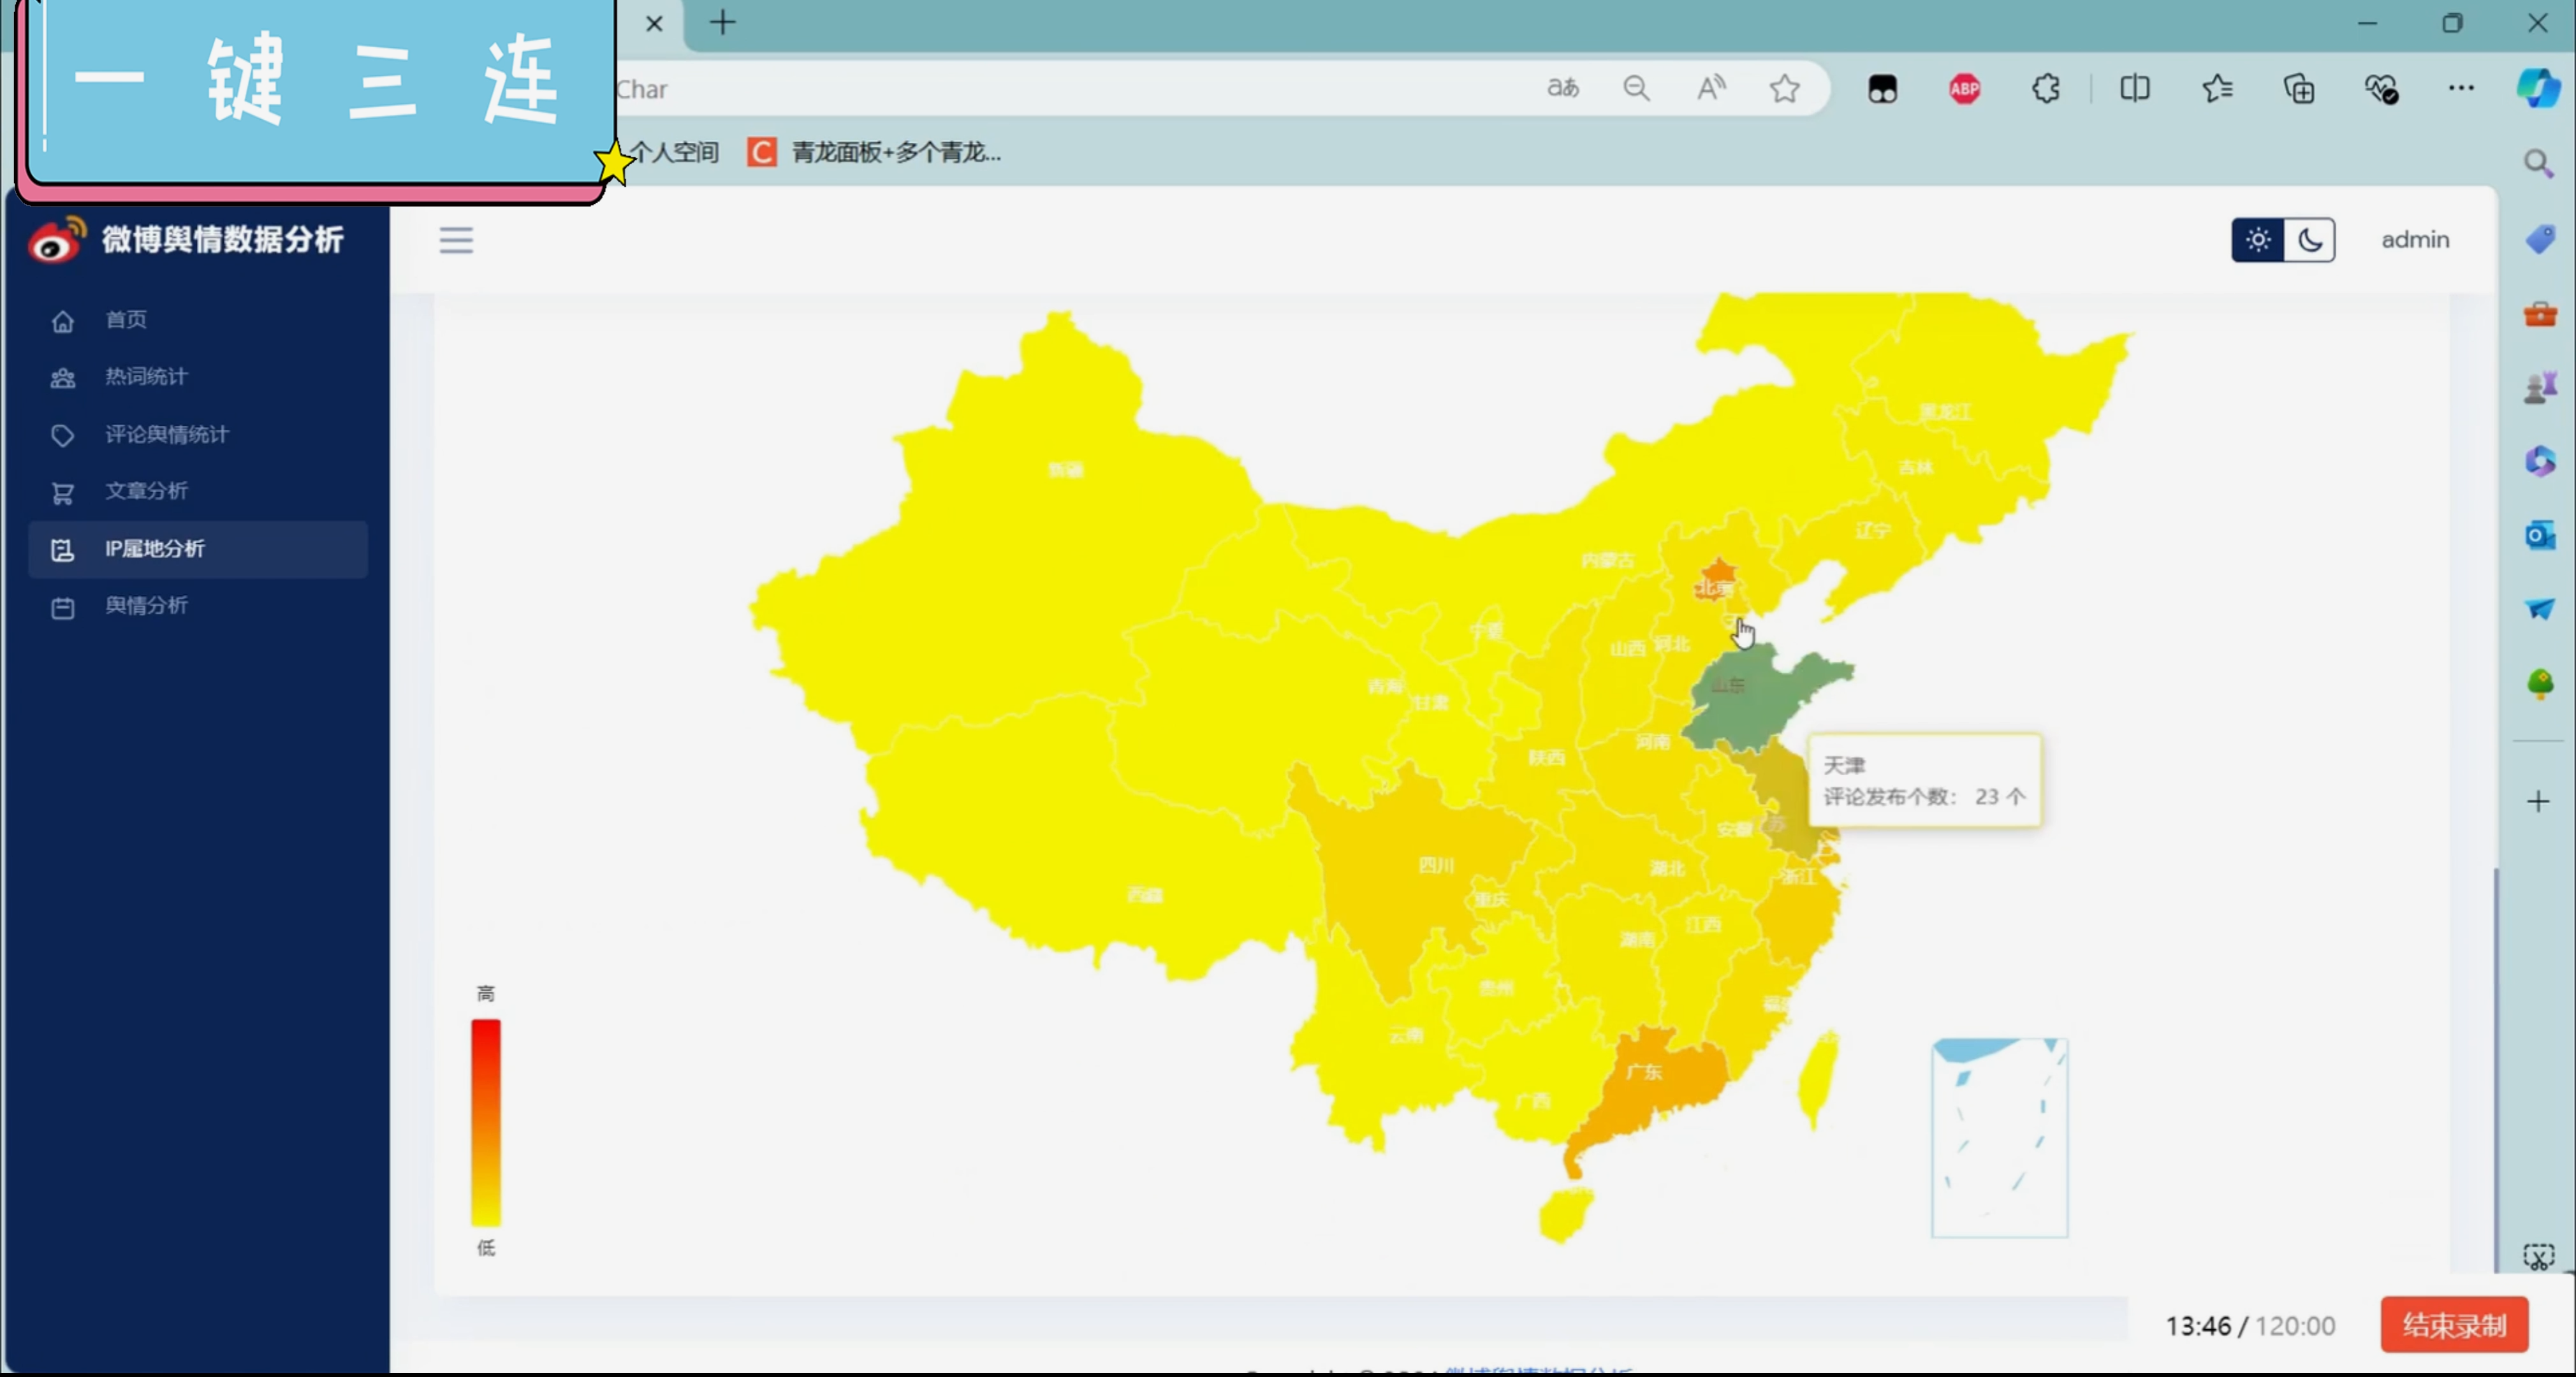 一键三连
Char
个人空间
青龙面板+多个青龙...
ABP
微博舆情数据分析
admin
首页
热词统计
评论舆情统计
文章分析
IP属地分析
舆情分析
黑龙江
新疆
吉林
辽宁
内蒙古
北京
宁夏
山西
河北
青海
山东
甘肃
河南
陕西
天津
评论发布个数： 23 个
安徽
四川
湖北
浙江
西藏
重庆
江西
湖南
贵州
云南
广东
广西
高
低
13:46 / 120:00
结束录制